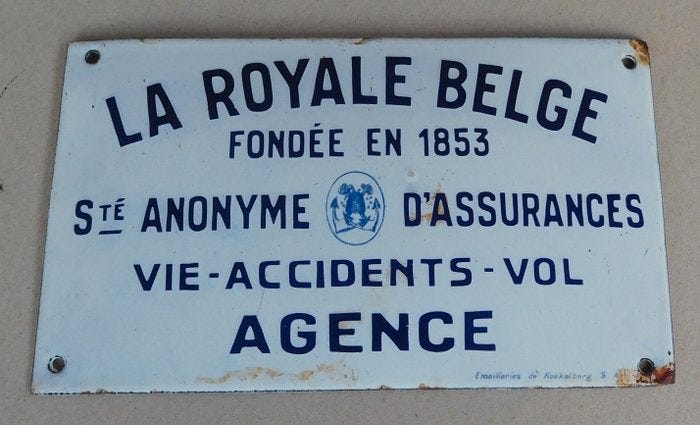 LA ROYALE BELGE
FONDÉE EN 1853
STÉ ANONYME D'ASSURANCES
VIE-ACCIDENTS-VOL
AGENCE
Emailleries de Koekelberg S